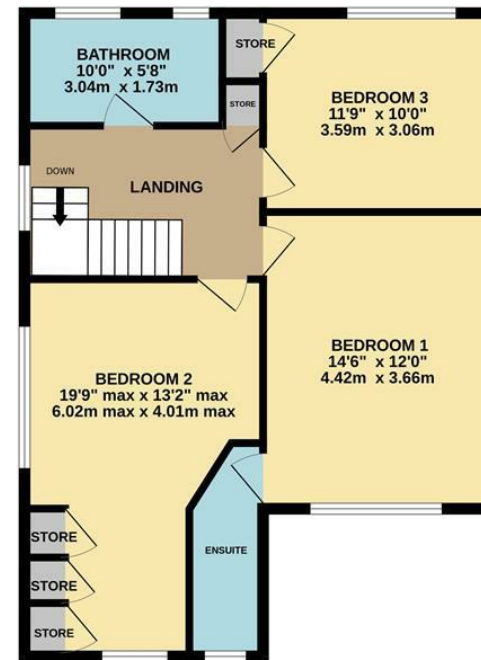 BATHROOM
10'0" x 5'8"
3.04m x 1.73m
STORE
STORE
BEDROOM 3
11'9" x 10'0"
3.59m x 3.06m
DOWN
LANDING
BEDROOM 1
14'6" x 12'0"
4.42m x 3.66m
BEDROOM 2
19'9" max x 13'2" max
6.02m max x 4.01m max
ENSUITE
STORE
STORE
STORE